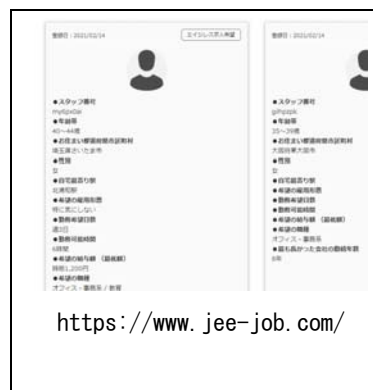 登録日：2021/02/14
エイジレス求人希望
●スタッフ番号
●年齢層
40～44歳
●お住まい都道府県市区町村
埼玉県さいたま市
●性別
女
●自宅最寄り駅
北浦和駅
●希望の雇用形態
特に気にしない
●勤務希望日数
週3日
●勤務可能時間
6時間
●希望の給与額 （最低額）
時給1,200円
●希望の職種
オフィス・事務系 / 教育
登録日：2021/02/14
●スタッフ番号
●年齢層
35～39歳
●お住まい都道府県市区町村
大阪府東大阪市
●性別
●自宅最寄り駅
●希望の雇用形態
●勤務希望日数
●勤務可能時間
●希望の給与額 （最低額）
●希望の職種
オフィス・事務系
●最も長かった会社の勤続年数
https://www.jee-job.com/